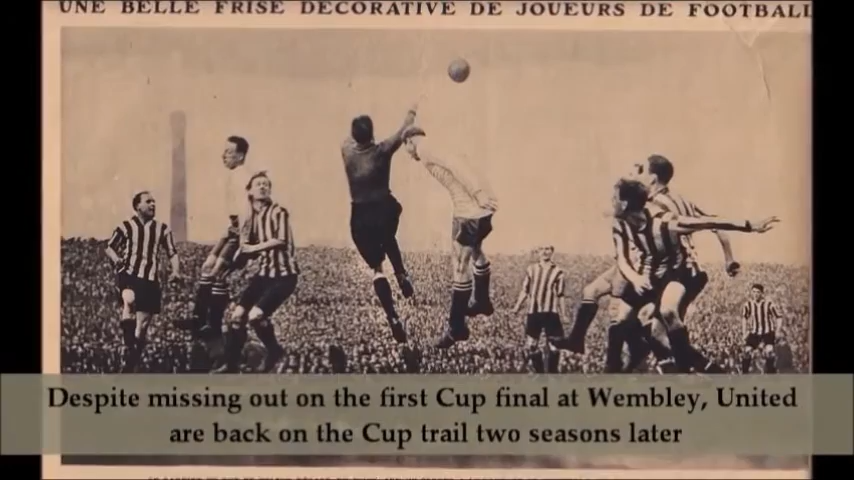 UNE BELLE FRISE DECORATIVE DE JOUEURS DE FOOTBALL
Despite missing out on the first Cup final at Wembley, United
are back on the Cup trail two seasons later